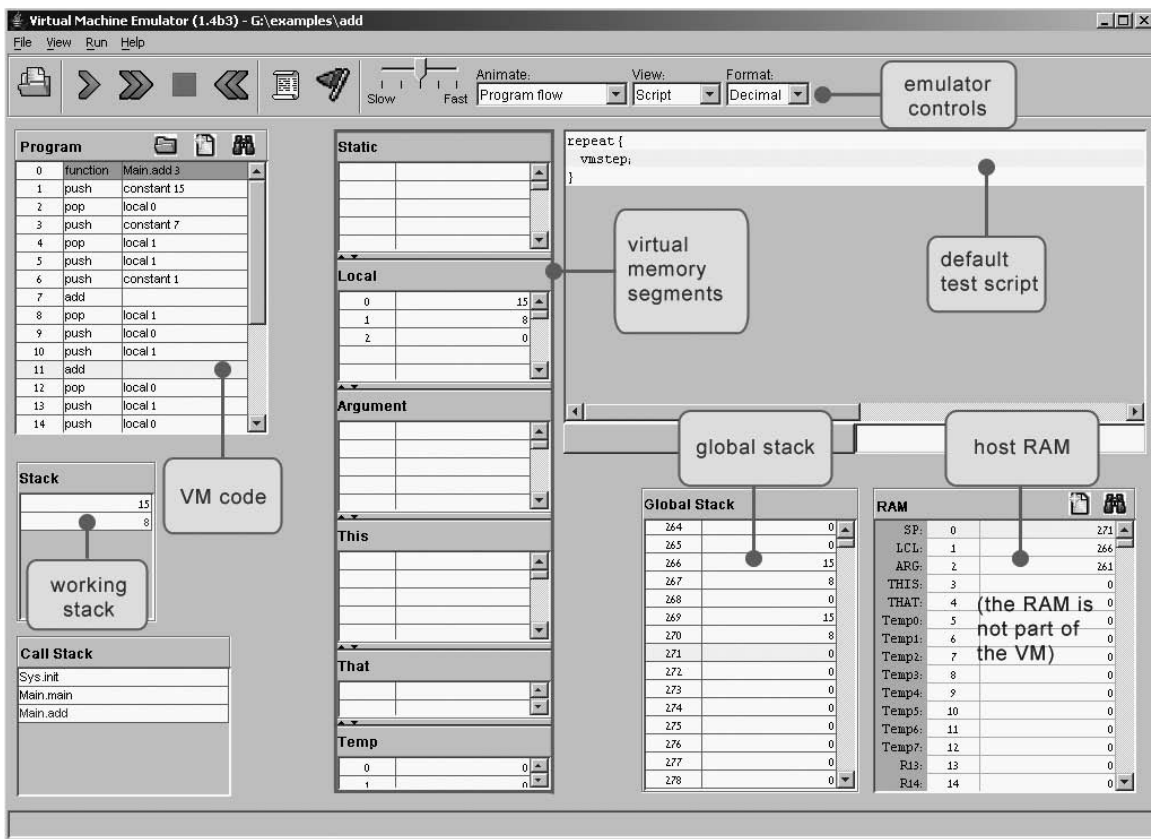 Virtual Machine Emulator (1.4b3) - G:\examples\add
File View Run Help
Slow Fast
Animate:
Program flow
View:
Script
Format:
Decimal
emulator
controls
Program
0 function Main.add 3
1 push constant 15
2 pop local 0
3 push constant 7
4 pop local 1
5 push local 1
6 push constant 1
7 add
8 pop local 1
9 push local 0
10 push local 1
11 add
12 pop local 0
13 push local 1
14 push local 0
VM code
Stack
15
8
working
stack
Call Stack
Sys.init
Main.main
Main.add
Static
Local
0 15
1 8
2 0
Argument
This
That
Temp
0 0
1 0
virtual
memory
segments
repeat {
vmstep;
}
default
test script
global stack
host RAM
Global Stack
264 0
265 0
266 15
267 8
268 0
269 15
270 8
271 0
272 0
273 0
274 0
275 0
276 0
277 0
278 0
RAM
SP: 0 271
LCL: 1 266
ARG: 2 261
THIS: 3 0
THAT: 4 0
Temp0: 5 0
Temp1: 6 0
Temp2: 7 0
Temp3: 8 0
Temp4: 9 0
Temp5: 10 0
Temp6: 11 0
Temp7: 12 0
R13: 13 0
R14: 14 0
(the RAM is
not part of
the VM)